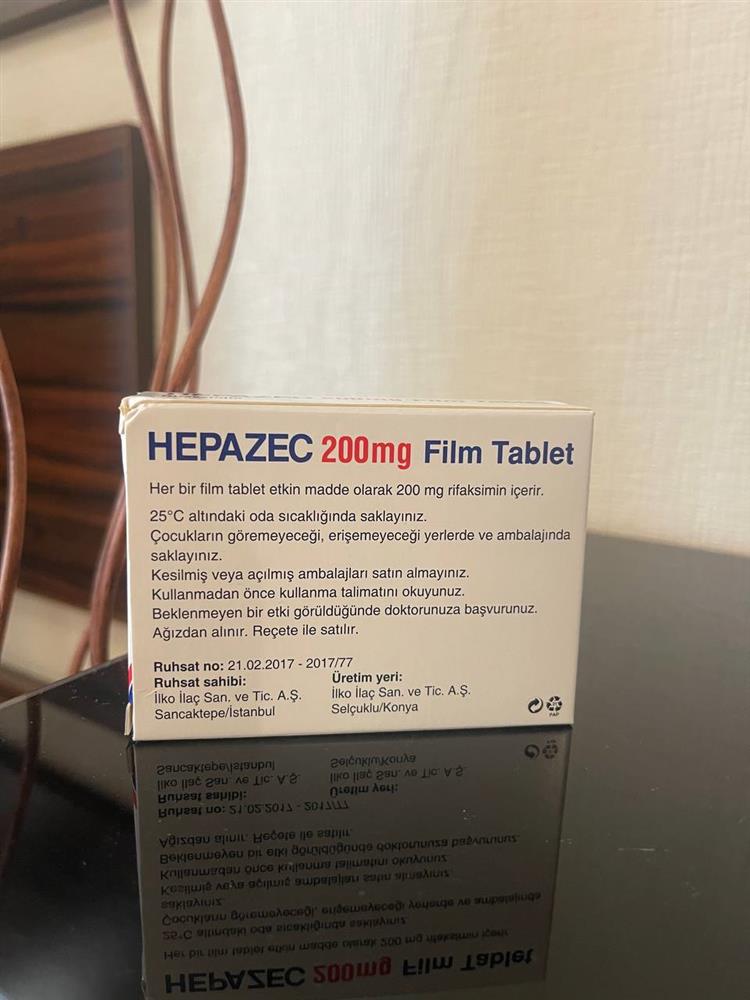 HEPAZEC 200mg Film Tablet
Her bir film tablet etkin madde olarak 200 mg rifaksimin içerir.
25°C altındaki oda sıcaklığında saklayınız.
Çocukların göremeyeceği, erişemeyeceği yerlerde ve ambalajında
saklayınız.
Kesilmiş veya açılmış ambalajları satın almayınız.
Kullanmadan önce kullanma talimatını okuyunuz.
Beklenmeyen bir etki görüldüğünde doktorunuza başvurunuz.
Ağızdan alınır. Reçete ile satılır.
Ruhsat no: 21.02.2017 - 2017/77
Ruhsat sahibi:
İlko İlaç San. ve Tic. A.Ş.
Sancaktepe/İstanbul
Üretim yeri:
İlko İlaç San. ve Tic. A.Ş.
Selçuklu/Konya
PAP